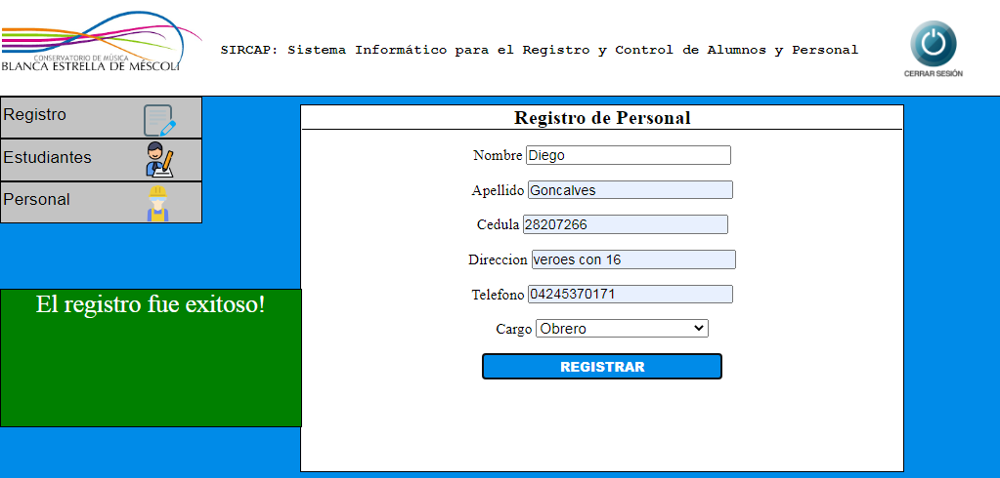 CONSERVATORIO DE MÚSICA
BLANCA ESTRELLA DE MÉSCOLI
SIRCAP: Sistema Informático para el Registro y Control de Alumnos y Personal
CERRAR SESIÓN
Registro
Estudiantes
Personal
El registro fue exitoso!
Registro de Personal
Nombre Diego
Apellido Goncalves
Cedula 28207266
Direccion veroes con 16
Telefono 04245370171
Cargo Obrero
REGISTRAR